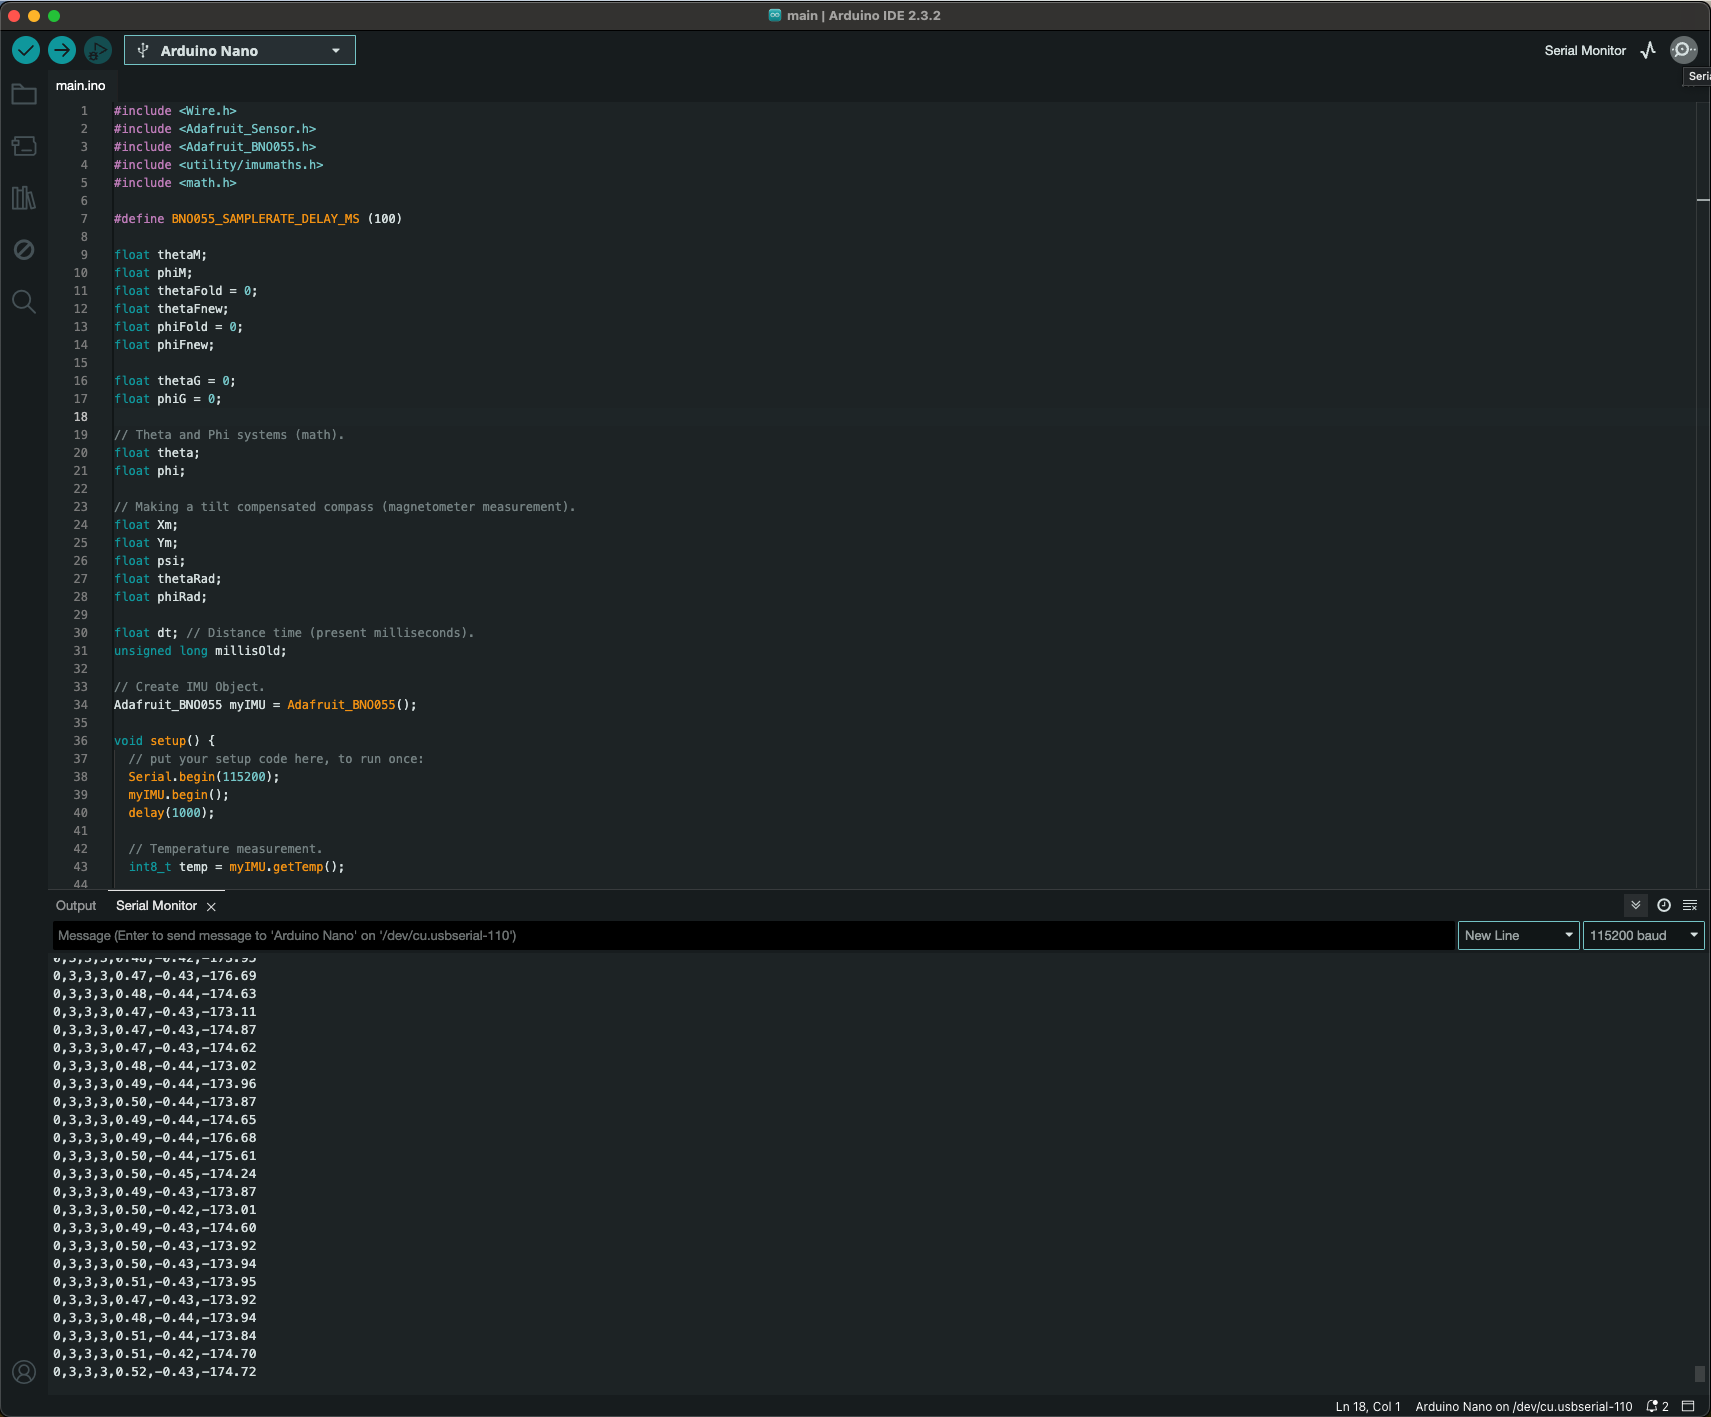 main | Arduino IDE 2.3.2
Arduino Nano
Serial Monitor
main.ino
1 #include <Wire.h>
2 #include <Adafruit_Sensor.h>
3 #include <Adafruit_BNO055.h>
4 #include <utility/imumaths.h>
5 #include <math.h>
6
7 #define BNO055_SAMPLERATE_DELAY_MS (100)
8
9 float thetaM;
10 float phiM;
11 float thetaFold = 0;
12 float thetaFnew;
13 float phiFold = 0;
14 float phiFnew;
15
16 float thetaG = 0;
17 float phiG = 0;
18
19 // Theta and Phi systems (math).
20 float theta;
21 float phi;
22
23 // Making a tilt compensated compass (magnetometer measurement).
24 float Xm;
25 float Ym;
26 float psi;
27 float thetaRad;
28 float phiRad;
29
30 float dt; // Distance time (present milliseconds).
31 unsigned long millisOld;
32
33 // Create IMU Object.
34 Adafruit_BNO055 myIMU = Adafruit_BNO055();
35
36 void setup() {
37 // put your setup code here, to run once:
38 Serial.begin(115200);
39 myIMU.begin();
40 delay(1000);
41
42 // Temperature measurement.
43 int8_t temp = myIMU.getTemp();
44
Output Serial Monitor
Message (Enter to send message to 'Arduino Nano' on '/dev/cu.usbserial-110') New Line 115200 baud
0,3,3,3,0.48,-0.42,-173.93
0,3,3,3,0.47,-0.43,-176.69
0,3,3,3,0.48,-0.44,-174.63
0,3,3,3,0.47,-0.43,-173.11
0,3,3,3,0.47,-0.43,-174.87
0,3,3,3,0.47,-0.43,-174.62
0,3,3,3,0.48,-0.44,-173.02
0,3,3,3,0.49,-0.44,-173.96
0,3,3,3,0.50,-0.44,-173.87
0,3,3,3,0.49,-0.44,-174.65
0,3,3,3,0.49,-0.44,-176.68
0,3,3,3,0.50,-0.44,-175.61
0,3,3,3,0.50,-0.45,-174.24
0,3,3,3,0.49,-0.43,-173.87
0,3,3,3,0.50,-0.42,-173.01
0,3,3,3,0.49,-0.43,-174.60
0,3,3,3,0.50,-0.43,-173.92
0,3,3,3,0.50,-0.43,-173.94
0,3,3,3,0.51,-0.43,-173.95
0,3,3,3,0.47,-0.43,-173.92
0,3,3,3,0.48,-0.44,-173.94
0,3,3,3,0.51,-0.44,-173.84
0,3,3,3,0.51,-0.42,-174.70
0,3,3,3,0.52,-0.43,-174.72
Ln 18, Col 1 Arduino Nano on /dev/cu.usbserial-110 2